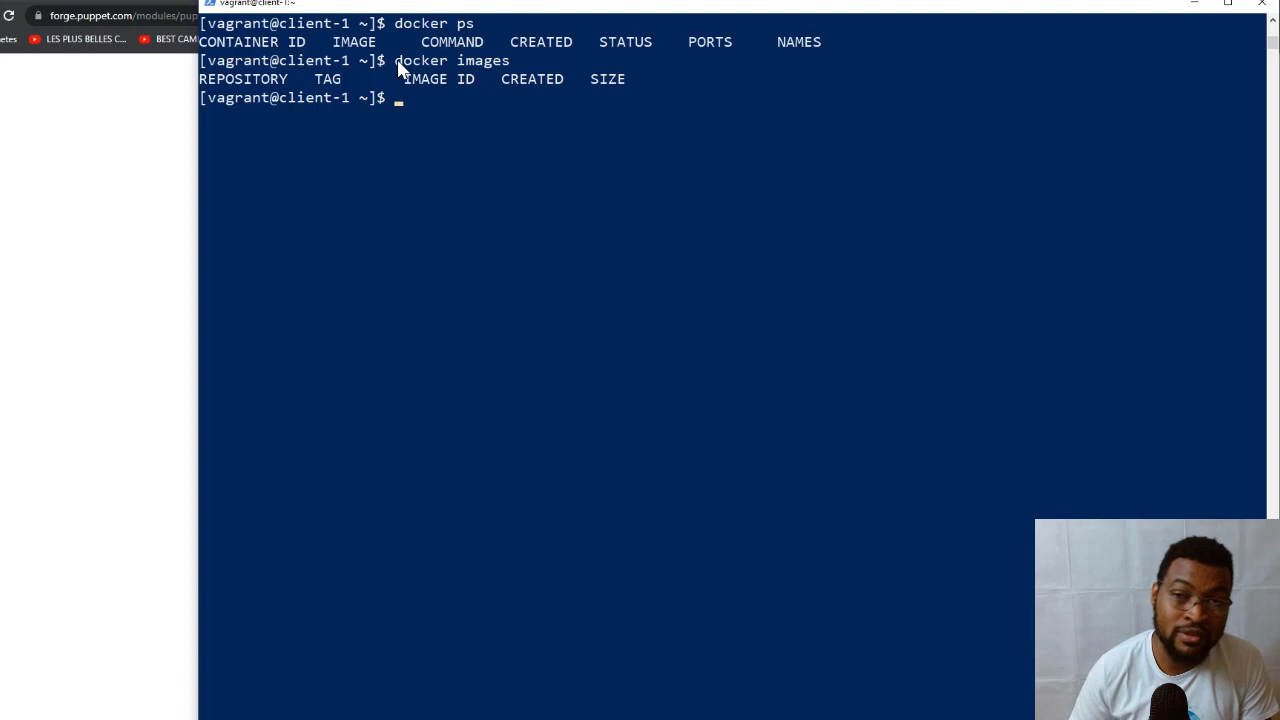 vagrant@client-1:~
forge.puppet.com/modules/pup
etes
LES PLUS BELLES C...
BEST CAM
[vagrant@client-1 ~]$ docker ps
CONTAINER ID IMAGE COMMAND CREATED STATUS PORTS NAMES
[vagrant@client-1 ~]$ docker images
REPOSITORY TAG IMAGE ID CREATED SIZE
[vagrant@client-1 ~]$